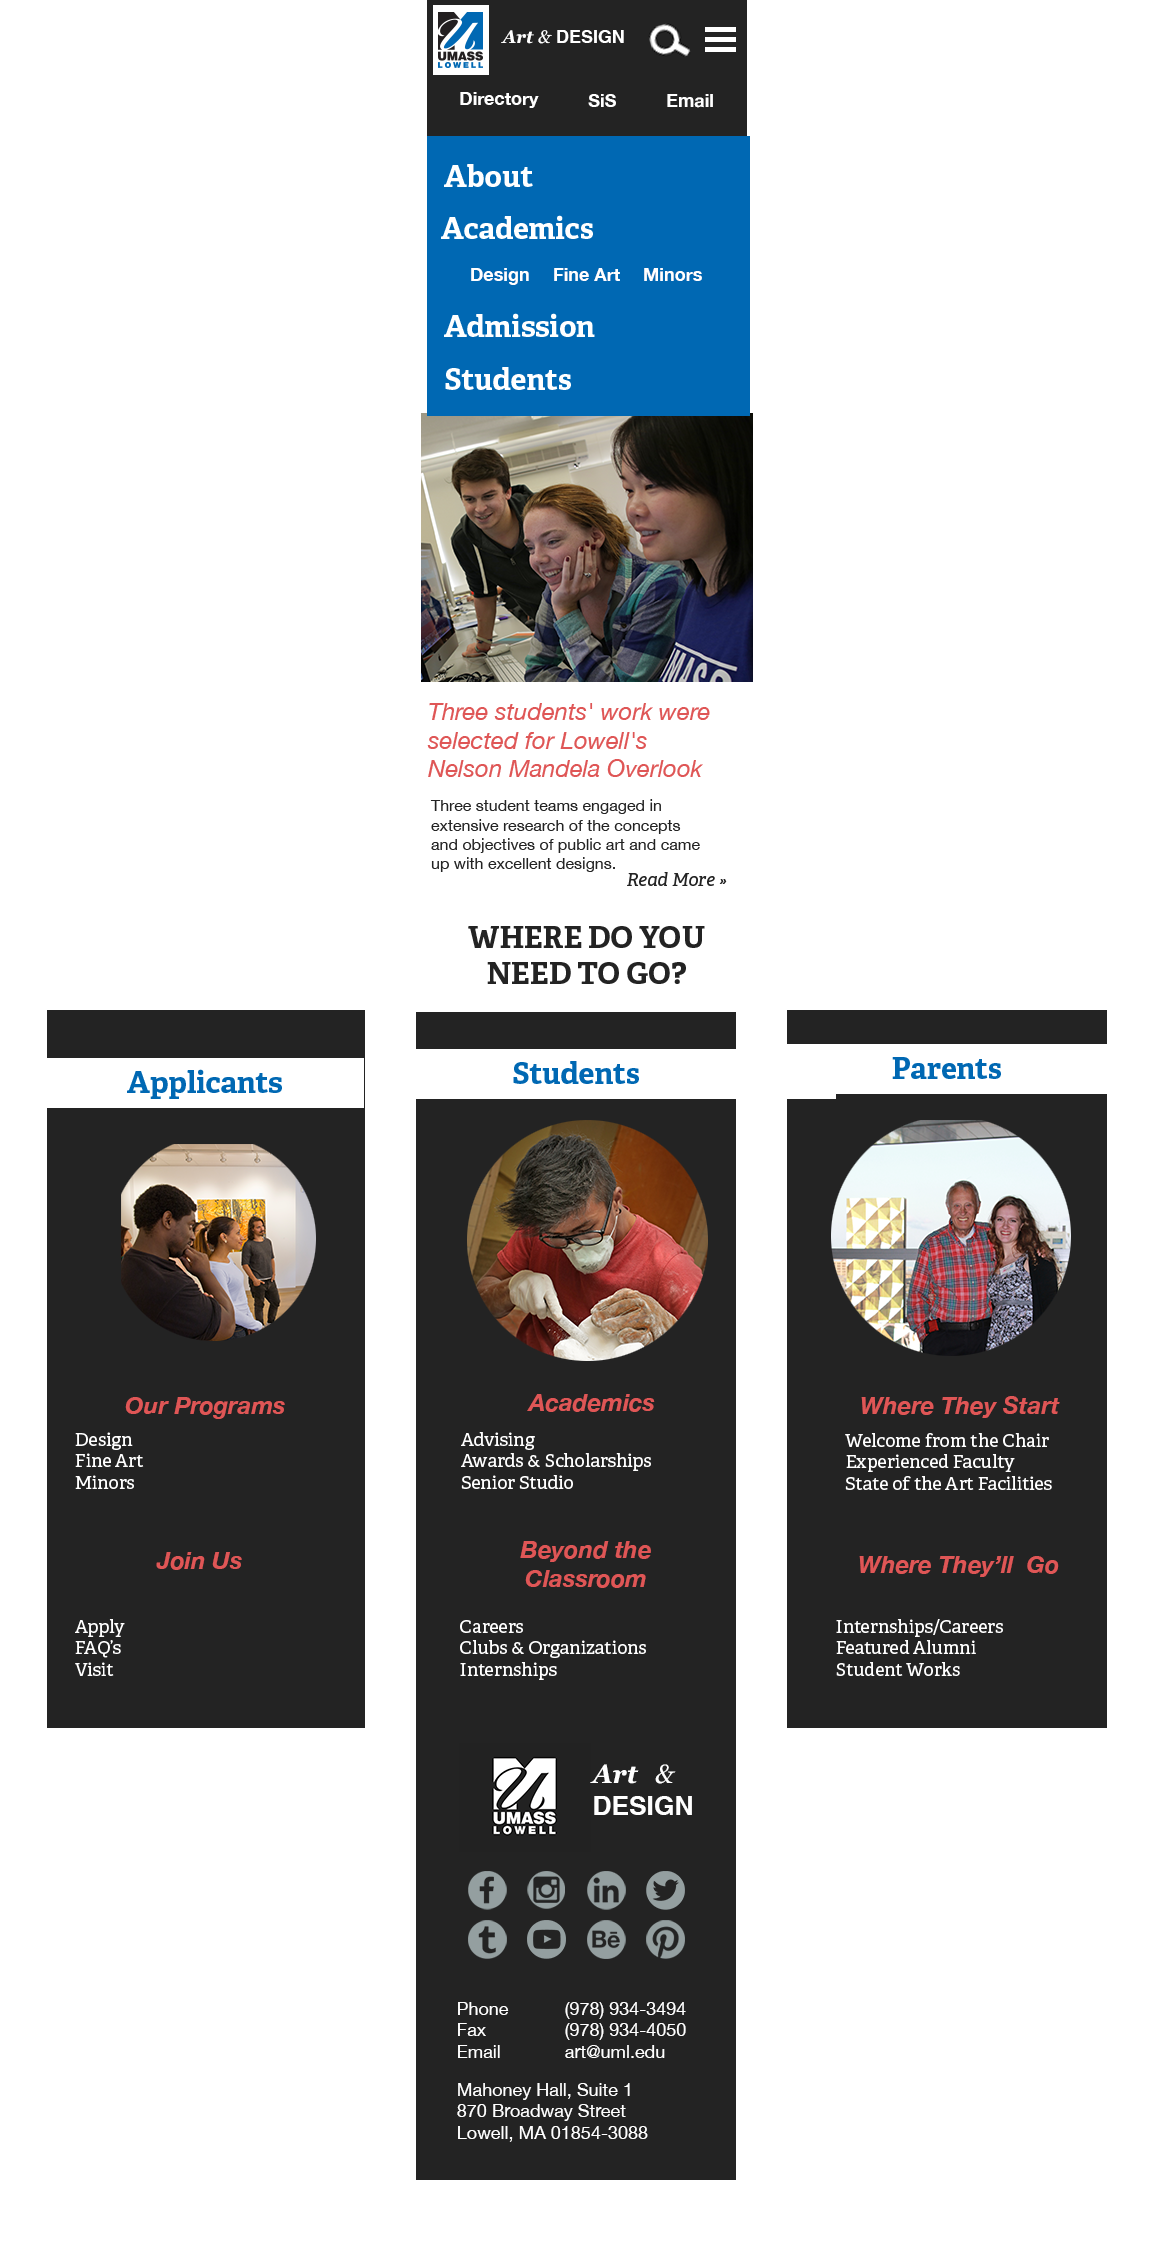 UMASS
LOWELL
Art & DESIGN
Directory SiS Email
About
Academics
Design Fine Art Minors
Admission
Students
UMASS
Three students' work were
selected for Lowell's
Nelson Mandela Overlook
Three student teams engaged in
extensive research of the concepts
and objectives of public art and came
up with excellent designs.
Read More »
WHERE DO YOU
NEED TO GO?
Applicants
Our Programs
Design
Fine Art
Minors
Join Us
Apply
FAQ's
Visit
Students
Academics
Advising
Awards & Scholarships
Senior Studio
Beyond the
Classroom
Careers
Clubs & Organizations
Internships
Parents
Where They Start
Welcome from the Chair
Experienced Faculty
State of the Art Facilities
Where They’ll  Go
Internships/Careers
Featured Alumni
Student Works
UMASS
LOWELL
Art &
DESIGN
f in
t Bē
Phone (978) 934-3494
Fax (978) 934-4050
Email art@uml.edu
Mahoney Hall, Suite 1
870 Broadway Street
Lowell, MA 01854-3088